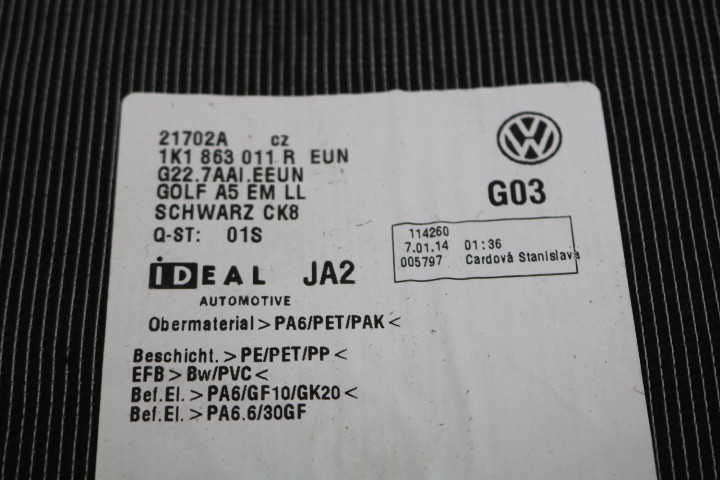 21702A cz
1K1 863 011 R EUN
G22.7AAI.EEUN
GOLF A5 EM LL
SCHWARZ CK8
Q-ST: 01S
VW
G03
114260
7.01.14 01:36
005797 Cardová Stanislava
iDEAL JA2
AUTOMOTIVE
Obermaterial>PA6/PET/PAK<
Beschicht.>PE/PET/PP<
EFB>Bw/PVC<
Bef.El.>PA6/GF10/GK20<
Bef.El.>PA6.6/30GF